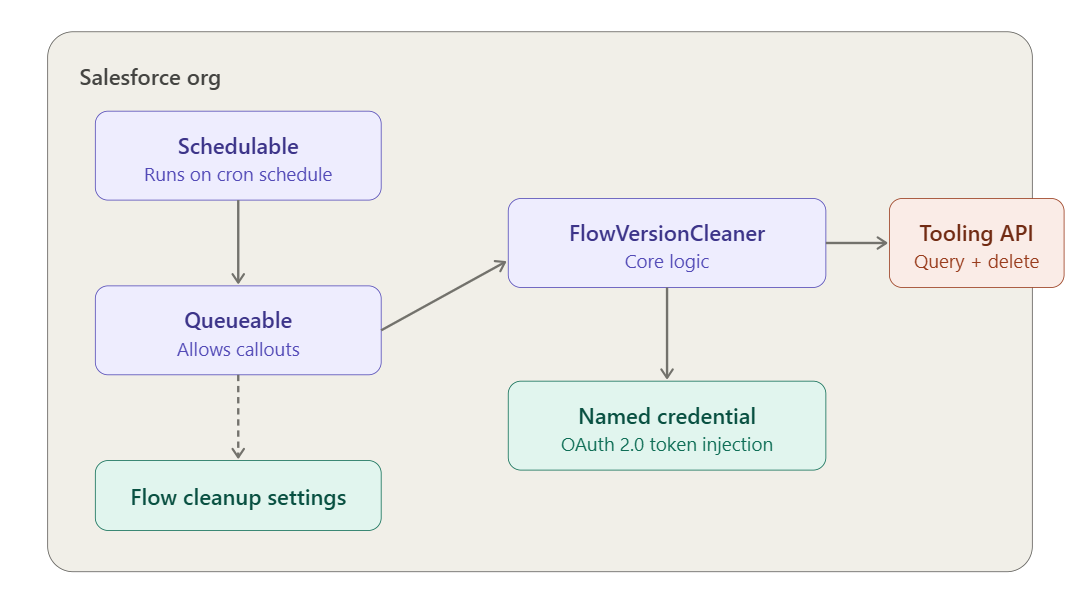 Salesforce org
Schedulable
Runs on cron schedule
Queueable
Allows callouts
Flow cleanup settings
FlowVersionCleaner
Core logic
Named credential
OAuth 2.0 token injection
Tooling API
Query + delete